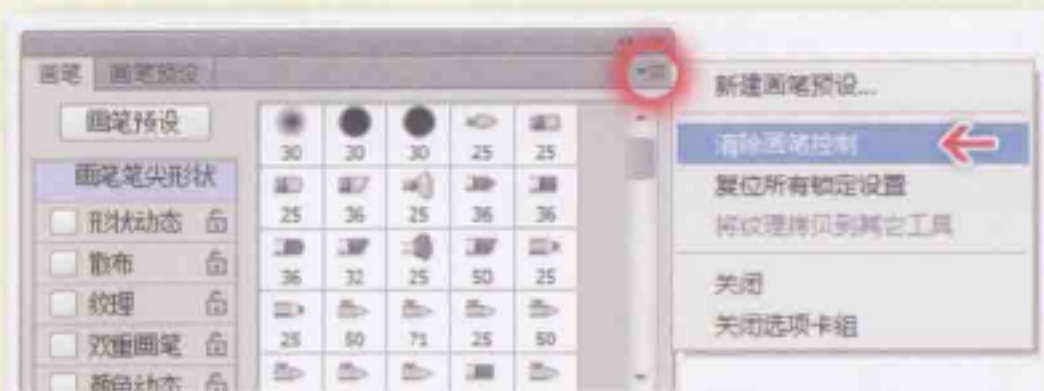 画笔 画笔预设
画笔预设
画笔笔尖形状
形状动态
散布
纹理
双重画笔
颜色动态
30 30 30 25 25
25 36 25 36 36
36 32 25 50 25
25 50 71 25 50
新建画笔预设...
清除画笔控制
复位所有锁定设置
将纹理拷贝到其它工具
关闭
关闭选项卡组